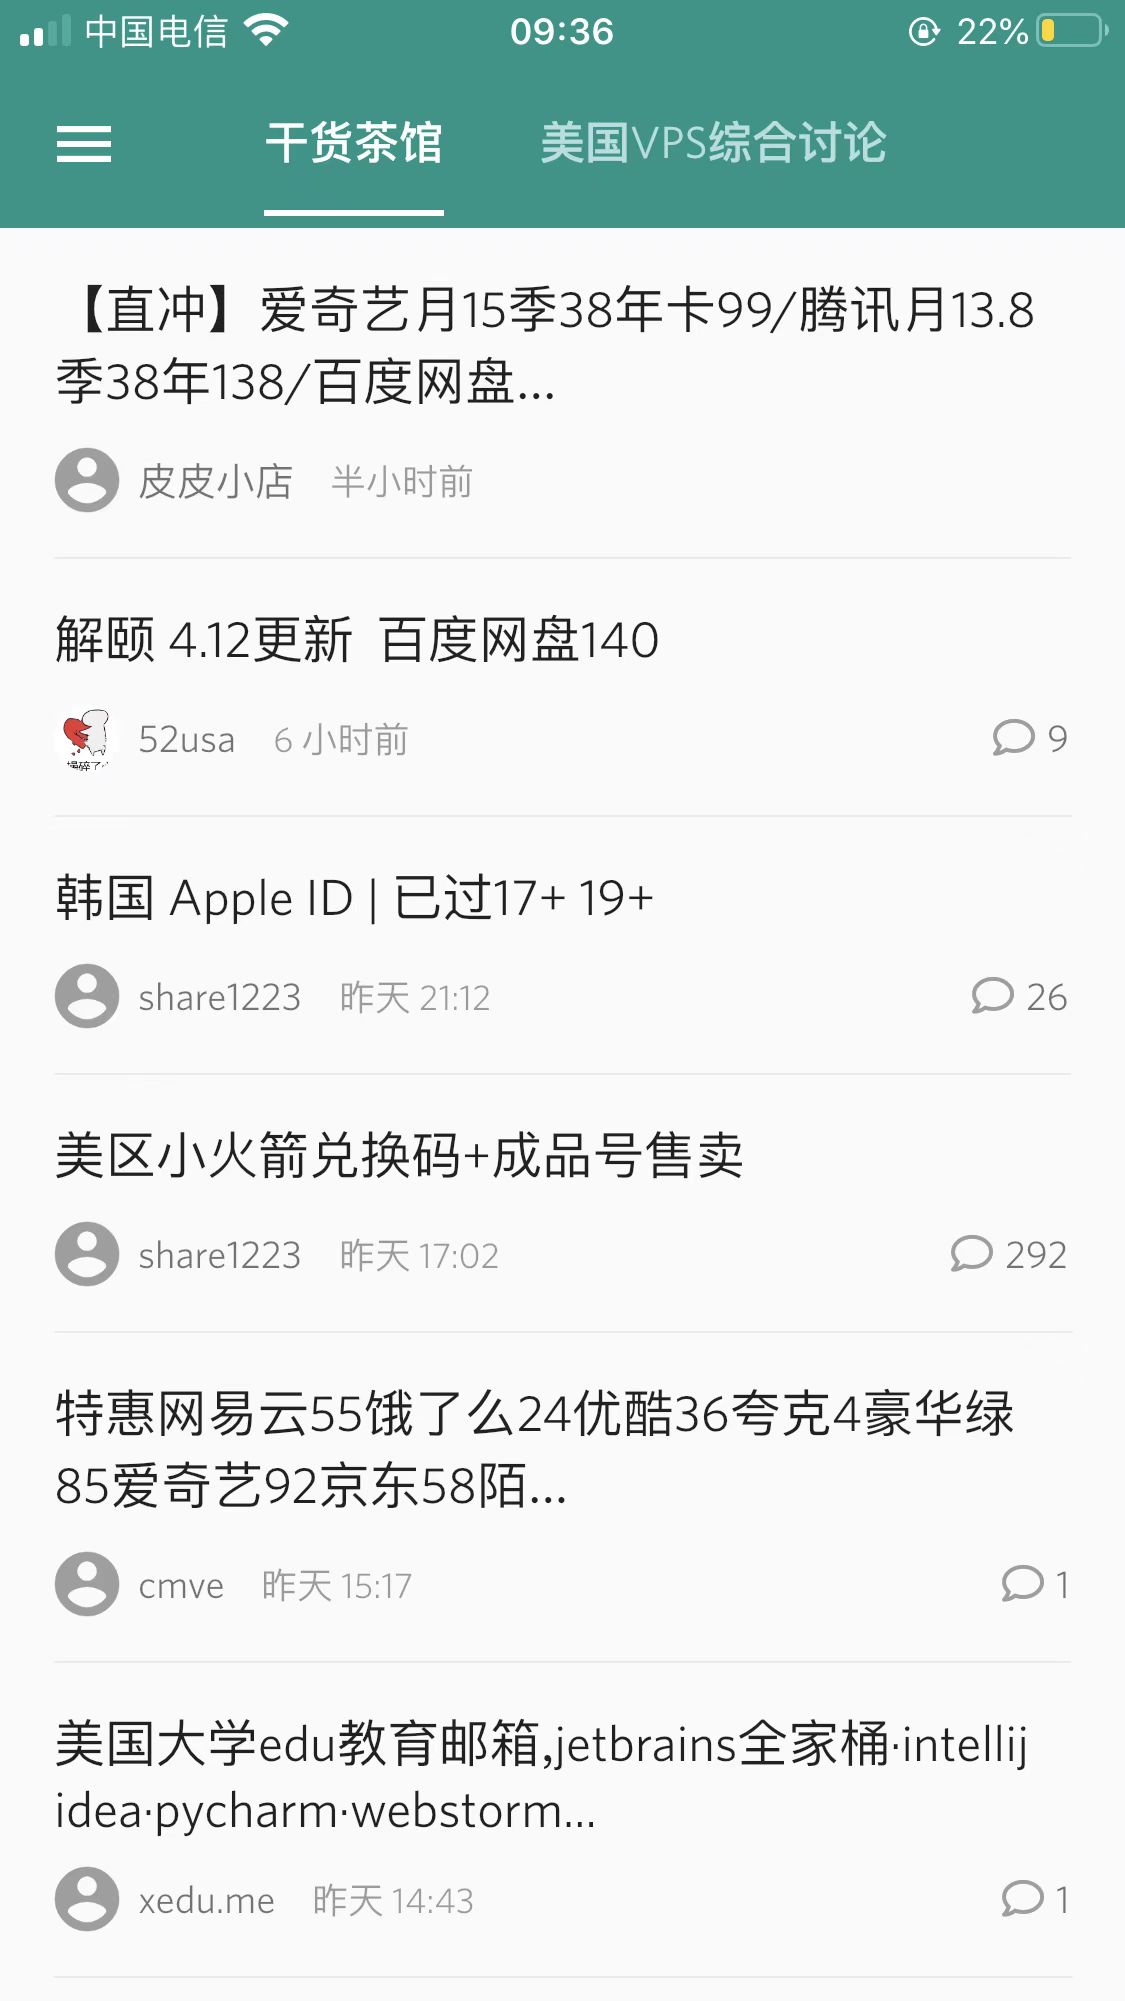 中国电信 09:36 22%
干货茶馆 美国VPS综合讨论
【直冲】爱奇艺月15季38年卡99/腾讯月13.8
季38年138/百度网盘...
皮皮小店 半小时前
解颐 4.12更新 百度网盘140
52usa 6 小时前 9
韩国 Apple ID | 已过17+ 19+
share1223 昨天 21:12 26
美区小火箭兑换码+成品号售卖
share1223 昨天 17:02 292
特惠网易云55饿了么24优酷36夸克4豪华绿
85爱奇艺92京东58陌...
cmve 昨天 15:17 1
美国大学edu教育邮箱,jetbrains全家桶·intellij
idea·pycharm·webstorm...
xedu.me 昨天 14:43 1